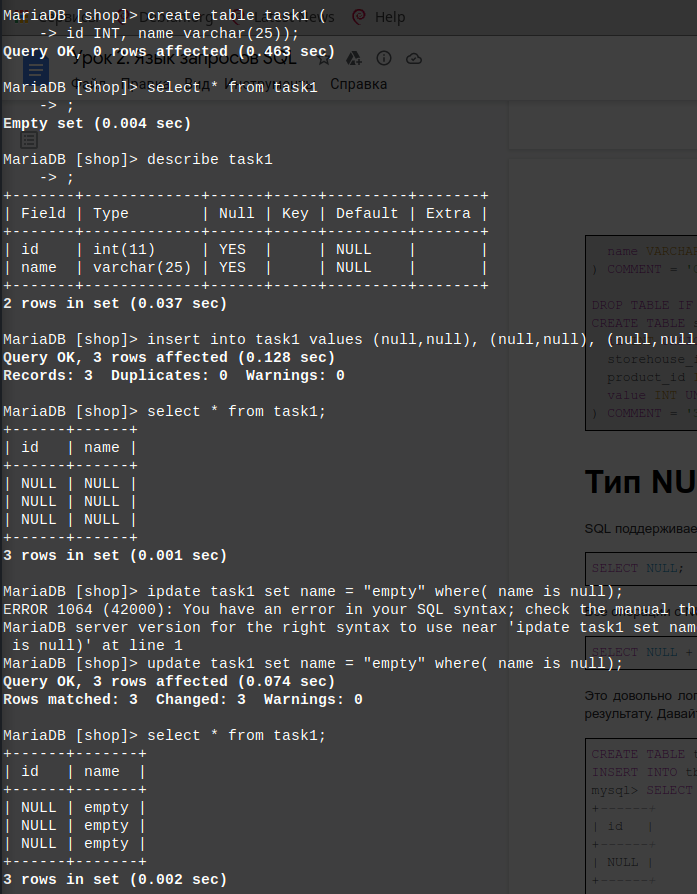 MariaDB [shop]> create table task1 (
    -> id INT, name varchar(25));
Query OK, 0 rows affected (0.463 sec)
Help
Урок 2. Язык запросов SQL
Файл Правка Вид Инструменты Справка
MariaDB [shop]> select * from task1
    -> ;
Empty set (0.004 sec)
MariaDB [shop]> describe task1
    -> ;
+-------+-------------+------+-----+---------+-------+
| Field | Type        | Null | Key | Default | Extra |
+-------+-------------+------+-----+---------+-------+
| id    | int(11)     | YES  |     | NULL    |       |
| name  | varchar(25) | YES  |     | NULL    |       |
+-------+-------------+------+-----+---------+-------+
2 rows in set (0.037 sec)
MariaDB [shop]> insert into task1 values (null,null), (null,null), (null,null
Query OK, 3 rows affected (0.128 sec)
Records: 3  Duplicates: 0  Warnings: 0
MariaDB [shop]> select * from task1;
+------+------+
| id   | name |
+------+------+
| NULL | NULL |
| NULL | NULL |
| NULL | NULL |
+------+------+
3 rows in set (0.001 sec)
MariaDB [shop]> ipdate task1 set name = "empty" where( name is null);
ERROR 1064 (42000): You have an error in your SQL syntax; check the manual th
MariaDB server version for the right syntax to use near 'ipdate task1 set nam
 is null)' at line 1
MariaDB [shop]> update task1 set name = "empty" where( name is null);
Query OK, 3 rows affected (0.074 sec)
Rows matched: 3  Changed: 3  Warnings: 0
MariaDB [shop]> select * from task1;
+------+-------+
| id   | name  |
+------+-------+
| NULL | empty |
| NULL | empty |
| NULL | empty |
+------+-------+
3 rows in set (0.002 sec)
name VARCHAR
) COMMENT = '
DROP TABLE IF
CREATE TABLE
storehouse_
product_id
value INT UN
) COMMENT = '
Тип NU
SQL поддерживае
SELECT NULL;
SELECT NULL +
Это довольно лог
результату. Давай
CREATE TABLE t
INSERT INTO tb
mysql> SELECT
+------+
| id   |
+------+
| NULL |
+------+